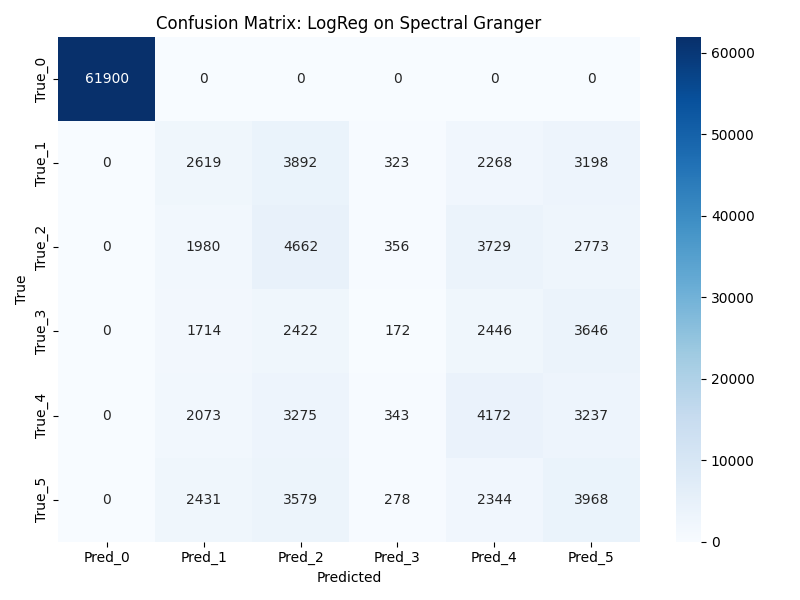 Confusion Matrix: LogReg on Spectral Granger
True_0 61900 0 0 0 0 0
True_1 0 2619 3892 323 2268 3198
True_2 0 1980 4662 356 3729 2773
True_3 0 1714 2422 172 2446 3646
True_4 0 2073 3275 343 4172 3237
True_5 0 2431 3579 278 2344 3968
Pred_0 Pred_1 Pred_2 Pred_3 Pred_4 Pred_5
Predicted
True
60000
50000
40000
30000
20000
10000
0